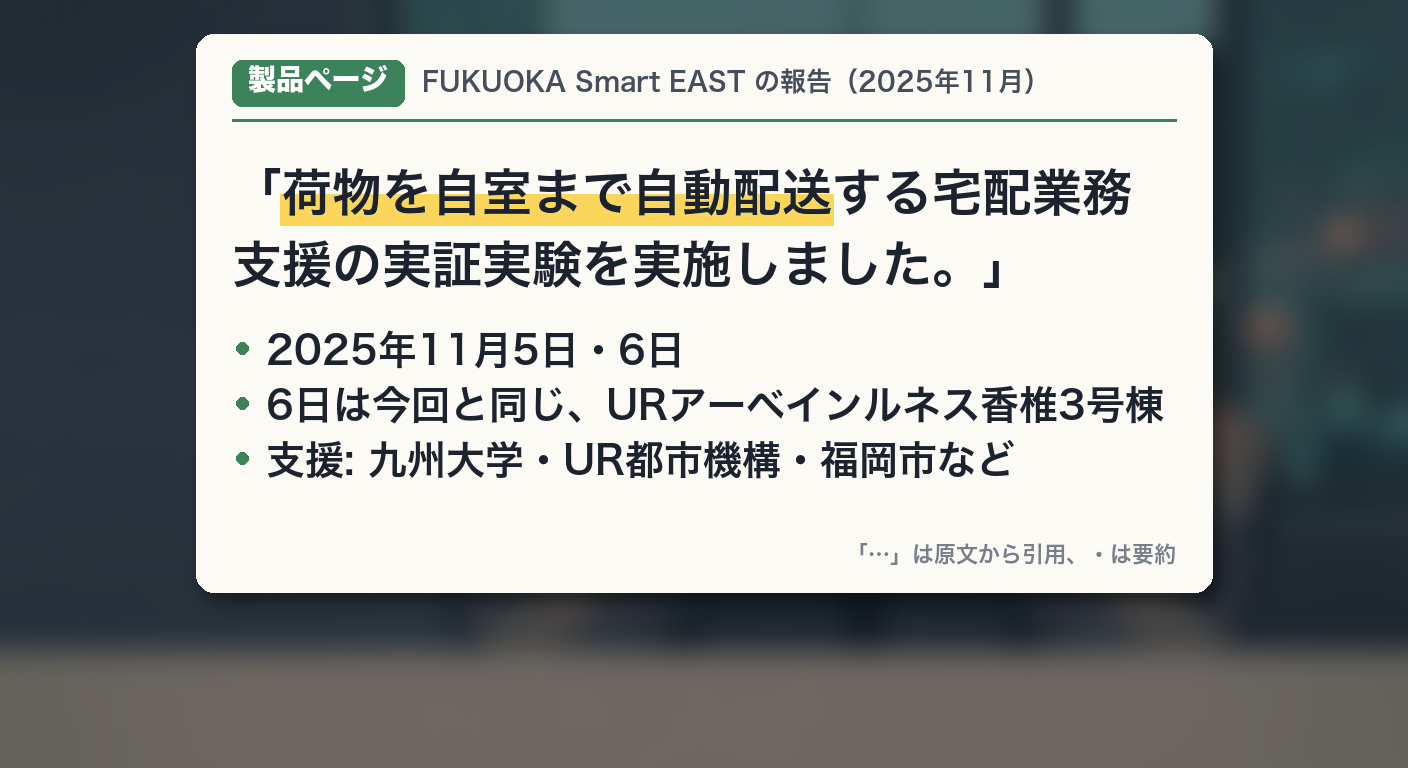 製品ページ FUKUOKA Smart EAST の報告（2025年11月）
「荷物を自室まで自動配送する宅配業務
支援の実証実験を実施しました。」
• 2025年11月5日・6日
• 6日は今回と同じ、URアーベインルネス香椎3号棟
• 支援: 九州大学・UR都市機構・福岡市など
「…」は原文から引用、・は要約